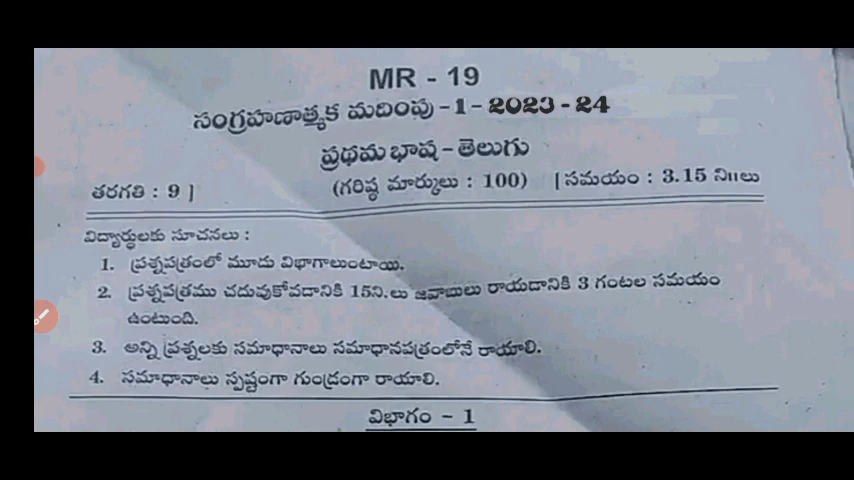 MR - 19
సంగ్రహణాత్మక మదింపు - 1 - 2023 - 24
ప్రథమ భాష - తెలుగు
తరగతి : 9 ] (గరిష్ఠ మార్కులు : 100) [ సమయం : 3.15 ని॥లు
విద్యార్థులకు సూచనలు :
1. ప్రశ్నపత్రంలో మూడు విభాగాలుంటాయి.
2. ప్రశ్నపత్రము చదువుకోవడానికి 15ని.లు జవాబులు రాయడానికి 3 గంటల సమయం
ఉంటుంది.
3. అన్ని ప్రశ్నలకు సమాధానాలు సమాధానపత్రంలోనే రాయాలి.
4. సమాధానాలు స్పష్టంగా గుండ్రంగా రాయాలి.
విభాగం - 1